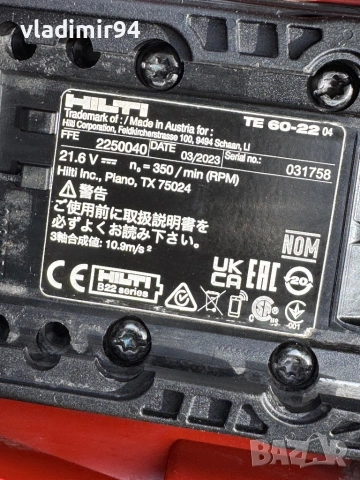 vladimir94
HILTI
TE 60-22 04
Trademark of : / Made in Austria for :
Hilti Corporation, Feldkircherstrasse 100, 9494 Schaan, LI
FFE 2250040 DATE 03/2023 Serial no.: 031758
21.6 V⎓ n₀ = 350 / min (RPM)
Hilti Inc., Plano, TX 75024
⚠警告
ご使用前に取扱説明書を
必ずよくお読み下さい。
3軸合成値: 10.9m/s²
NOM
CE HILTI UK CA EAC 20
B22 series
-001
BAZAR